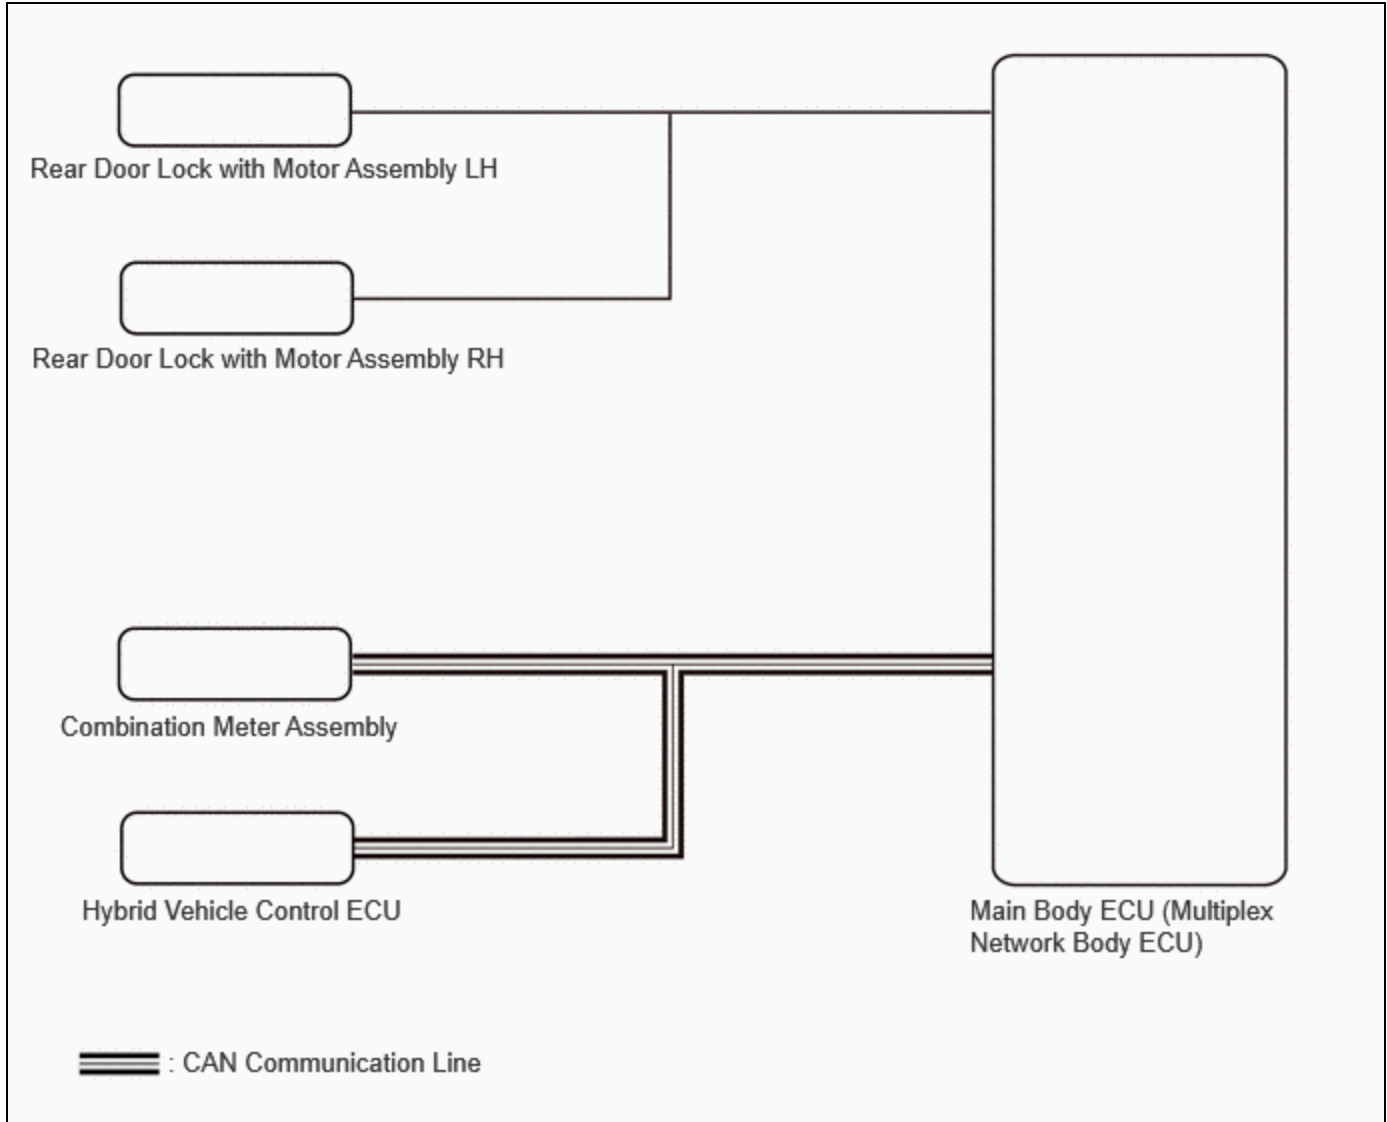 Rear Door Lock with Motor Assembly LH
Rear Door Lock with Motor Assembly RH
Combination Meter Assembly
Hybrid Vehicle Control ECU
Main Body ECU (Multiplex
Network Body ECU)
: CAN Communication Line